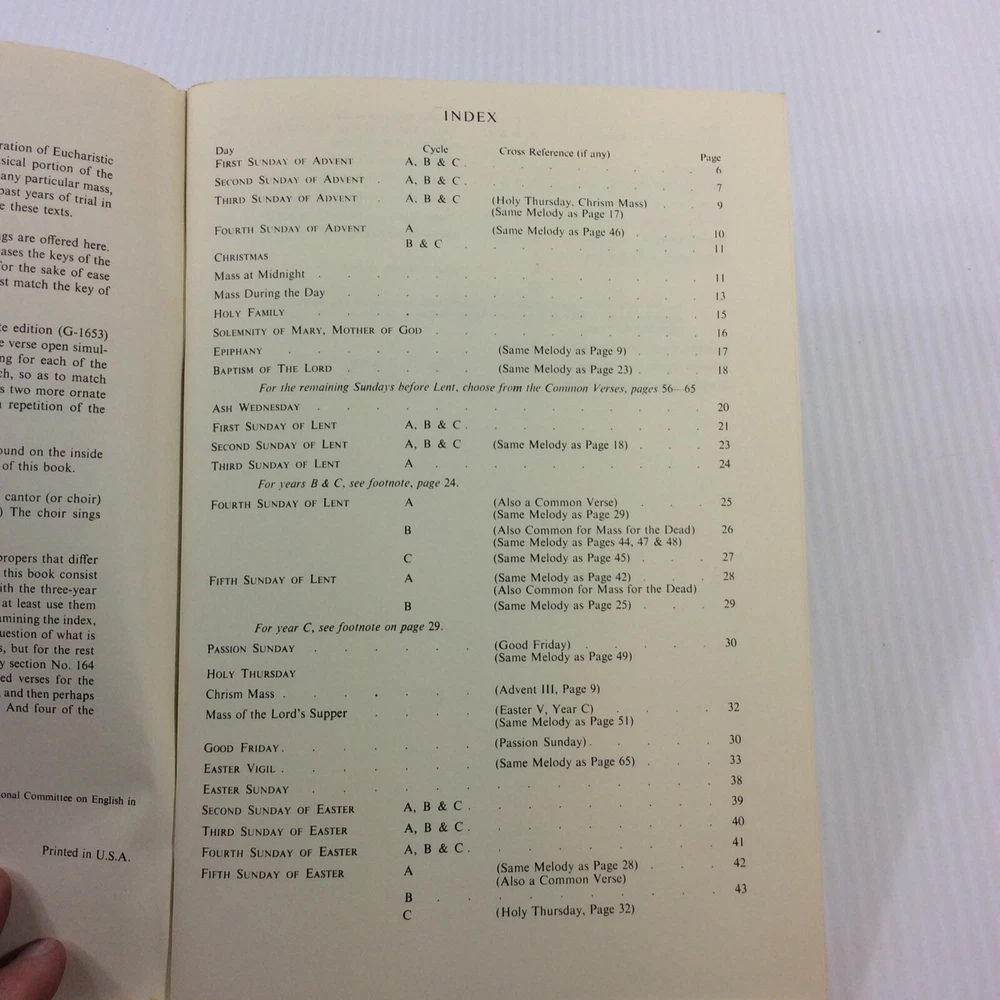 ration of Eucharistic
sical portion of the
any particular mass,
past years of trial in
e these texts.
gs are offered here.
ases the keys of the
for the sake of ease
st match the key of
te edition (G-1653)
e verse open simul-
ng for each of the
ch, so as to match
s two more ornate
repetition of the
ound on the inside
of this book.
cantor (or choir)
) The choir sings
propers that differ
this book consist
ith the three-year
at least use them
amining the index,
question of what is
s, but for the rest
y section No. 164
ed verses for the
, and then perhaps
And four of the
onal Committee on English in
Printed in U.S.A.
INDEX
Day Cycle Cross Reference (if any) Page
FIRST SUNDAY OF ADVENT A, B & C. 6
SECOND SUNDAY OF ADVENT A, B & C. 7
THIRD SUNDAY OF ADVENT A, B & C (Holy Thursday, Chrism Mass) 9
(Same Melody as Page 17)
FOURTH SUNDAY OF ADVENT A (Same Melody as Page 46) 10
B & C 11
CHRISTMAS
Mass at Midnight 11
Mass During the Day 13
HOLY FAMILY 15
SOLEMNITY OF MARY, MOTHER OF GOD 16
EPIPHANY (Same Melody as Page 9) 17
BAPTISM OF THE LORD (Same Melody as Page 23) 18
For the remaining Sundays before Lent, choose from the Common Verses, pages 56—65
ASH WEDNESDAY 20
FIRST SUNDAY OF LENT A, B & C. 21
SECOND SUNDAY OF LENT A, B & C (Same Melody as Page 18) 23
THIRD SUNDAY OF LENT A 24
For years B & C, see footnote, page 24.
FOURTH SUNDAY OF LENT A (Also a Common Verse) 25
(Same Melody as Page 29)
B (Also Common for Mass for the Dead) 26
(Same Melody as Pages 44, 47 & 48)
C (Same Melody as Page 45) 27
FIFTH SUNDAY OF LENT A (Same Melody as Page 42) 28
(Also Common for Mass for the Dead)
B (Same Melody as Page 25) 29
For year C, see footnote on page 29.
PASSION SUNDAY (Good Friday) 30
(Same Melody as Page 49)
HOLY THURSDAY
Chrism Mass (Advent III, Page 9)
Mass of the Lord's Supper (Easter V, Year C) 32
(Same Melody as Page 51)
GOOD FRIDAY (Passion Sunday) 30
EASTER VIGIL (Same Melody as Page 65) 33
EASTER SUNDAY 38
SECOND SUNDAY OF EASTER A, B & C. 39
THIRD SUNDAY OF EASTER A, B & C. 40
FOURTH SUNDAY OF EASTER A, B & C. 41
FIFTH SUNDAY OF EASTER A (Same Melody as Page 28) 42
(Also a Common Verse)
B 43
C (Holy Thursday, Page 32)